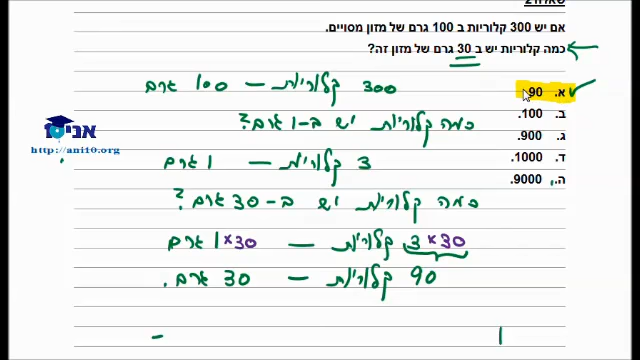 שאלה 2
אם יש 300 קלוריות ב 100 גרם של מזון מסויים.
כמה קלוריות יש ב 30 גרם של מזון זה?
א. 90.
ב. 100.
ג. 900.
ד. 1000.
ה. 9000.
300 קלוריות — 100 גרם
כמה קלוריות יש ב-1 גרם?
3 קלוריות — 1 גרם
כמה קלוריות יש ב-30 גרם?
3 × 30 קלוריות — 1 × 30 גרם
90 קלוריות — 30 גרם.
אני10
http://ani10.org